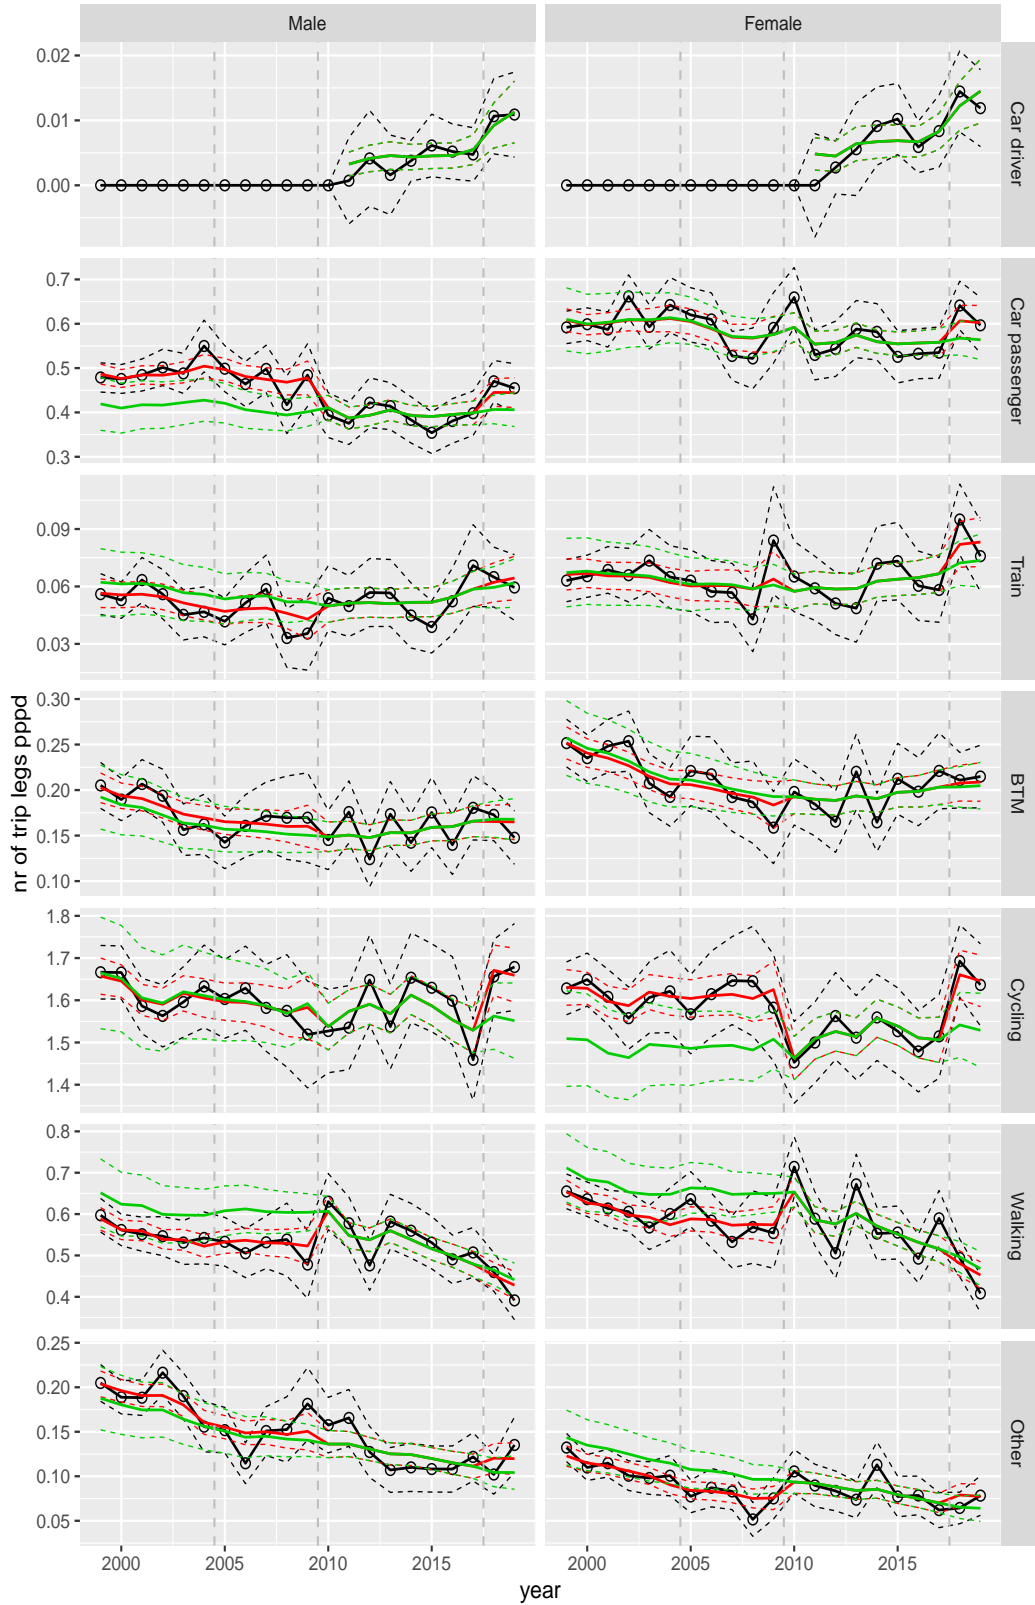 Male Female
0.02
0.01
0.00
Car driver
0.7
0.6
0.5
0.4
0.3
Car passenger
0.09
0.06
0.03
Train
0.30
0.25
0.20
0.15
0.10
BTM
nr of trip legs pppd
1.8
1.7
1.6
1.5
1.4
Cycling
0.8
0.7
0.6
0.5
0.4
Walking
0.25
0.20
0.15
0.10
0.05
Other
2000 2005 2010 2015 2000 2005 2010 2015
year